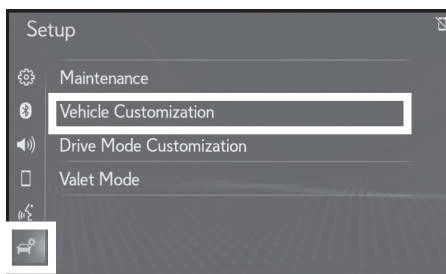 Setup
Maintenance
Vehicle Customization
Drive Mode Customization
Valet Mode